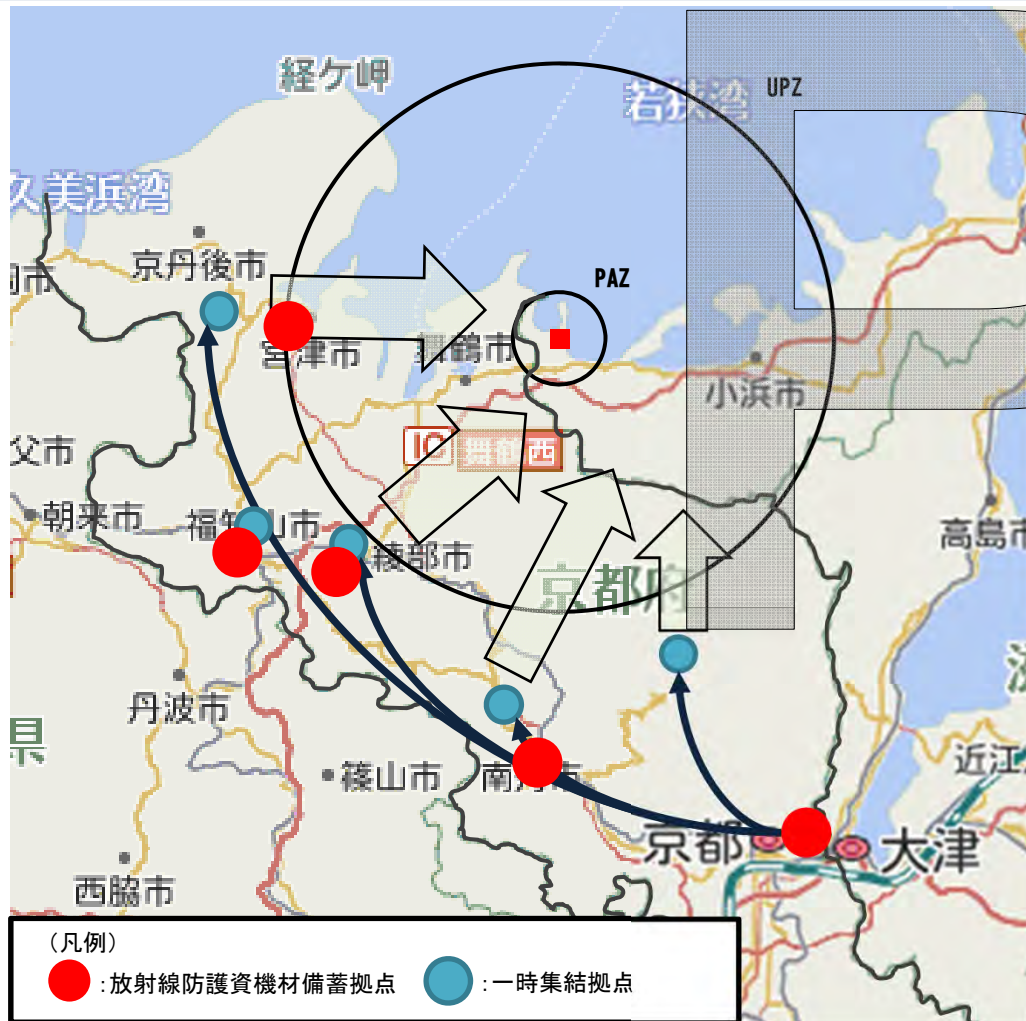 経ケ岬
若狭湾
UPZ
久美浜湾
京丹後市
PAZ
宮津市
舞鶴市
小浜市
IC 舞鶴西
父市
朝来市
福知山市
綾部市
高島市
京都府
丹波市
県
篠山市
南丹市
近江
京都
大津
西脇市
(凡例)
:放射線防護資機材備蓄拠点
:一時集結拠点